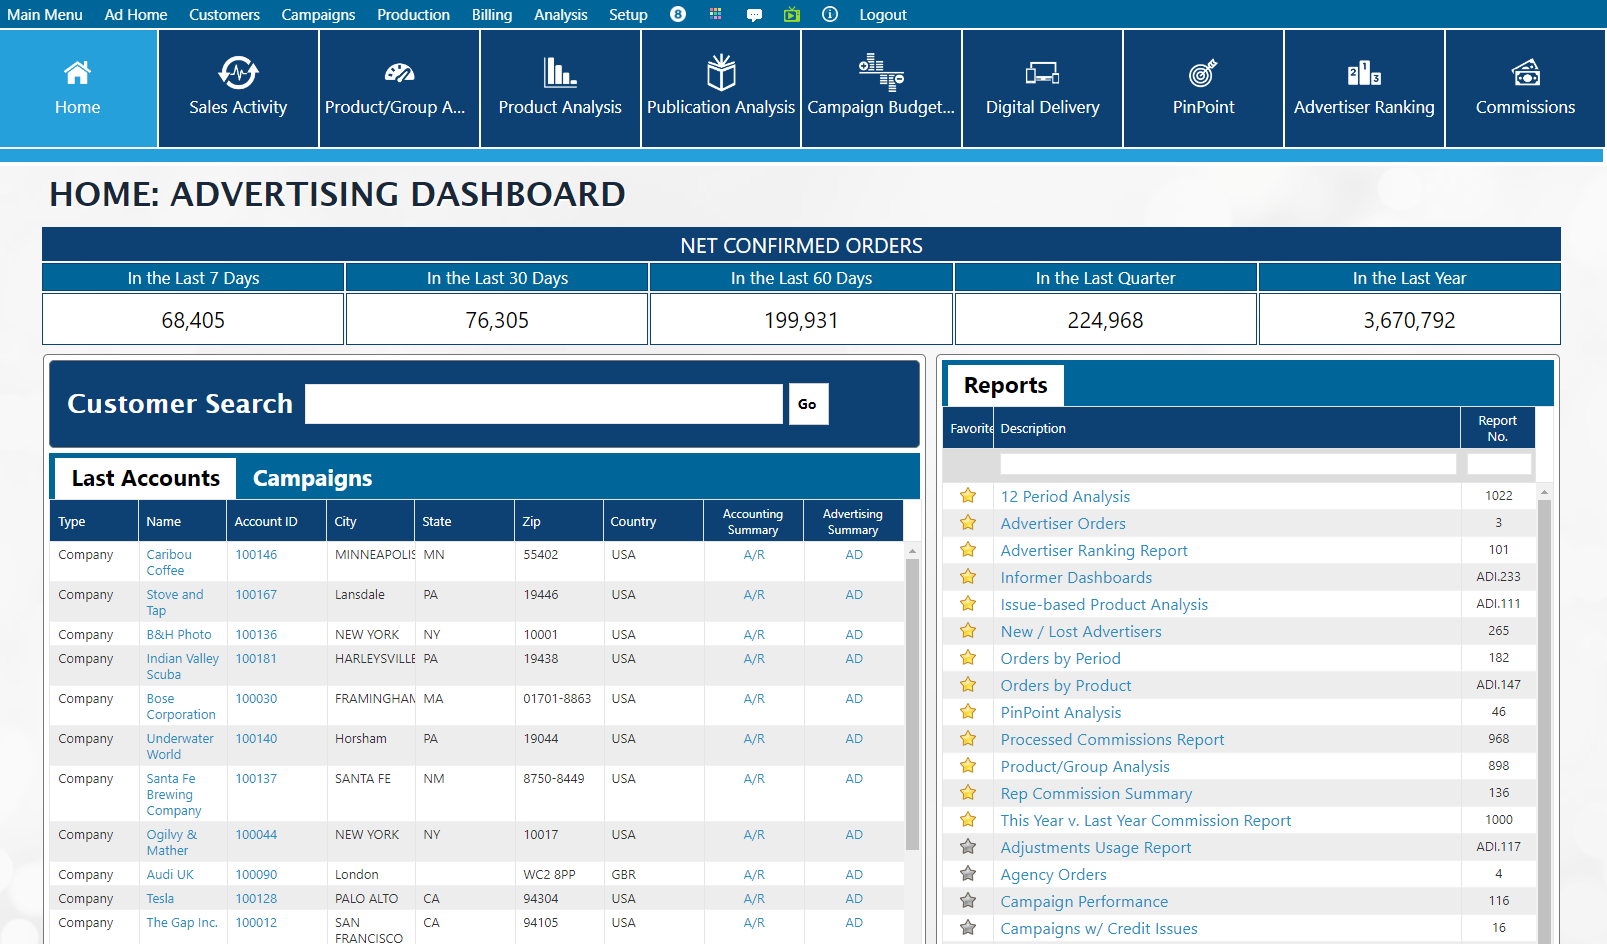 Main Menu Ad Home Customers Campaigns Production Billing Analysis Setup 8 Logout
Home Sales Activity Product/Group A... Product Analysis Publication Analysis Campaign Budget... Digital Delivery PinPoint Advertiser Ranking Commissions
HOME: ADVERTISING DASHBOARD
NET CONFIRMED ORDERS
In the Last 7 Days In the Last 30 Days In the Last 60 Days In the Last Quarter In the Last Year
68,405 76,305 199,931 224,968 3,670,792
Customer Search Go
Last Accounts Campaigns
Type Name Account ID City State Zip Country Accounting Summary Advertising Summary
Company Caribou Coffee 100146 MINNEAPOLIS MN 55402 USA A/R AD
Company Stove and Tap 100167 Lansdale PA 19446 USA A/R AD
Company B&H Photo 100136 NEW YORK NY 10001 USA A/R AD
Company Indian Valley Scuba 100181 HARLEYSVILLE PA 19438 USA A/R AD
Company Bose Corporation 100030 FRAMINGHAM MA 01701-8863 USA A/R AD
Company Underwater World 100140 Horsham PA 19044 USA A/R AD
Company Santa Fe Brewing Company 100137 SANTA FE NM 8750-8449 USA A/R AD
Company Ogilvy & Mather 100044 NEW YORK NY 10017 USA A/R AD
Company Audi UK 100090 London WC2 8PP GBR A/R AD
Company Tesla 100128 PALO ALTO CA 94304 USA A/R AD
Company The Gap Inc. 100012 SAN FRANCISCO CA 94105 USA A/R AD
Reports
Favorite Description Report No.
12 Period Analysis 1022
Advertiser Orders 3
Advertiser Ranking Report 101
Informer Dashboards ADI.233
Issue-based Product Analysis ADI.111
New / Lost Advertisers 265
Orders by Period 182
Orders by Product ADI.147
PinPoint Analysis 46
Processed Commissions Report 968
Product/Group Analysis 898
Rep Commission Summary 136
This Year v. Last Year Commission Report 1000
Adjustments Usage Report ADI.117
Agency Orders 4
Campaign Performance 116
Campaigns w/ Credit Issues 16